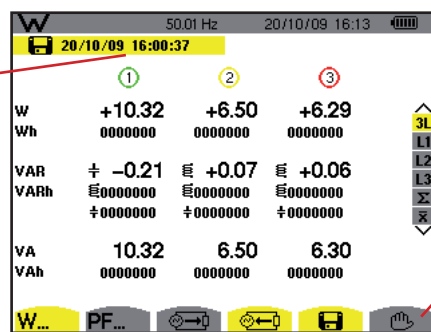 W 50.01 Hz 20/10/09 16:13
20/10/09 16:00:37
1 2 3
W +10.32 +6.50 +6.29
Wh 0000000 0000000 0000000
3L
L1
VAR -0.21 +0.07 +0.06
L2
VARh 0000000 0000000 0000000
L3
÷0000000 ÷0000000 ÷0000000
Σ
x̅
VA 10.32 6.50 6.30
VAh 0000000 0000000 0000000
W... PF...